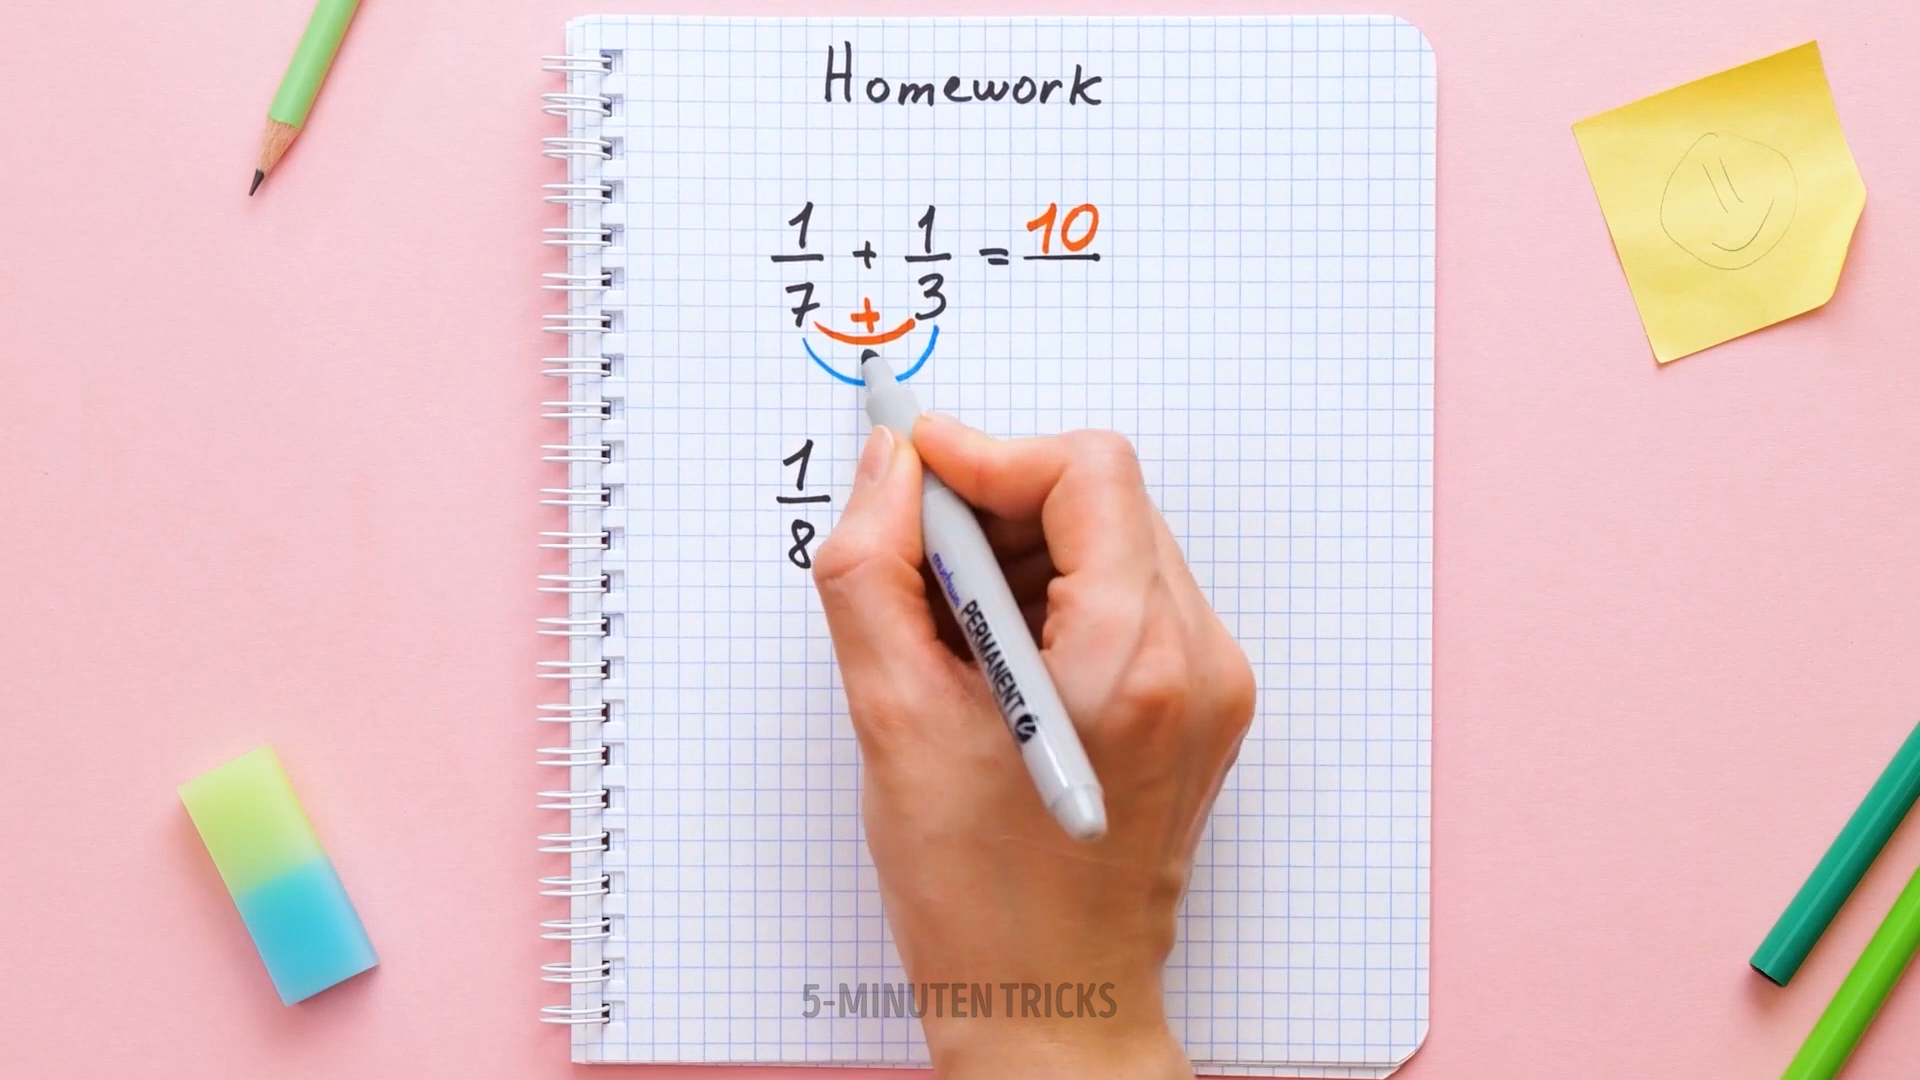 Homework
1/7 + 1/3 = 10
+
1/8
PERMANENT
5-MINUTEN TRICKS